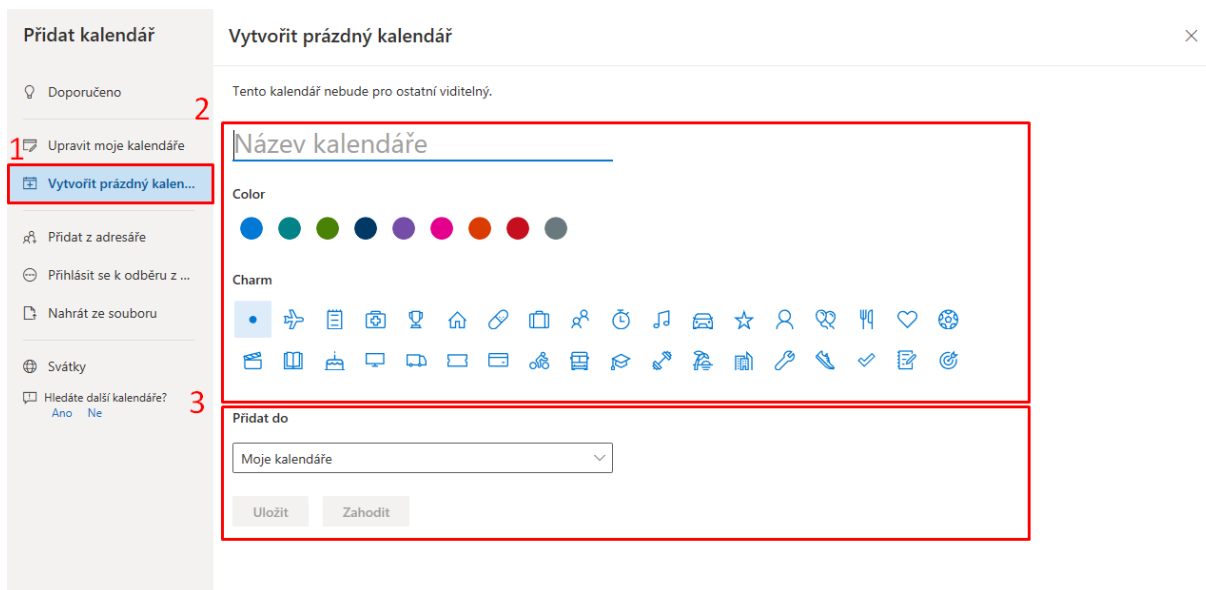 Přidat kalendář
Doporučeno
1
Upravit moje kalendáře
Vytvořit prázdný kalen...
Přidat z adresáře
Přihlásit se k odběru z ...
Nahrát ze souboru
Svátky
Hledáte další kalendáře?
Ano Ne
Vytvořit prázdný kalendář
Tento kalendář nebude pro ostatní viditelný.
2
Název kalendáře
Color
Charm
3
Přidat do
Moje kalendáře
Uložit Zahodit